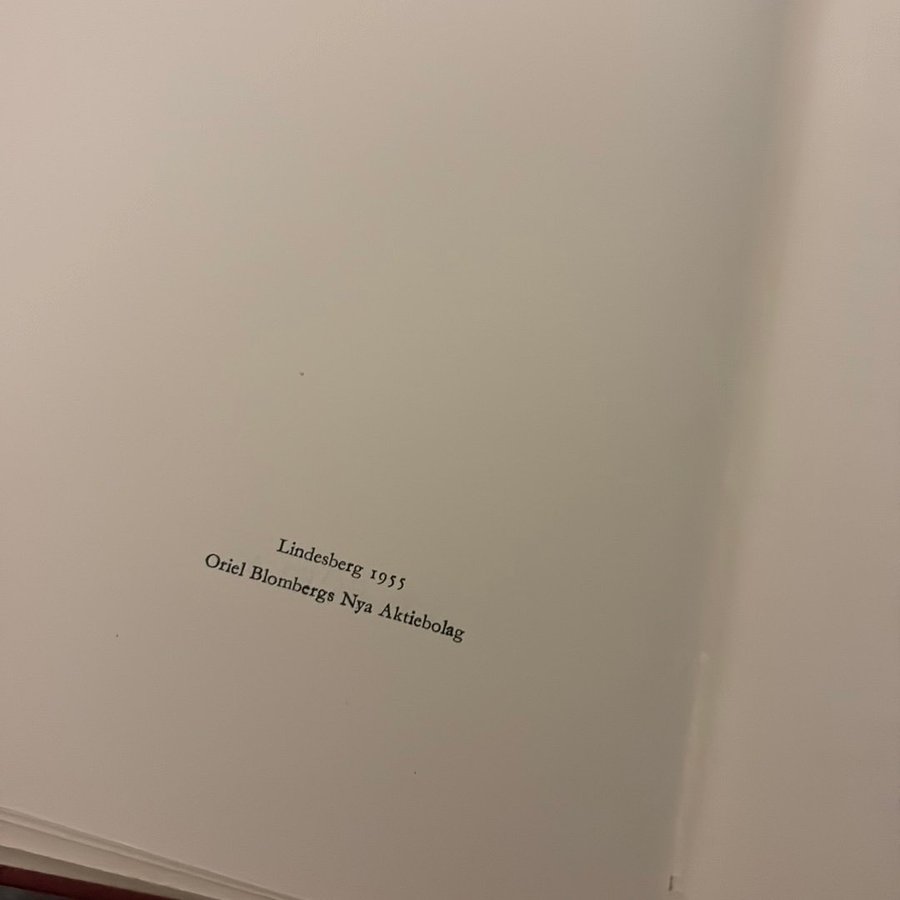 Lindesberg 1955
Oriel Blombergs Nya Aktiebolag